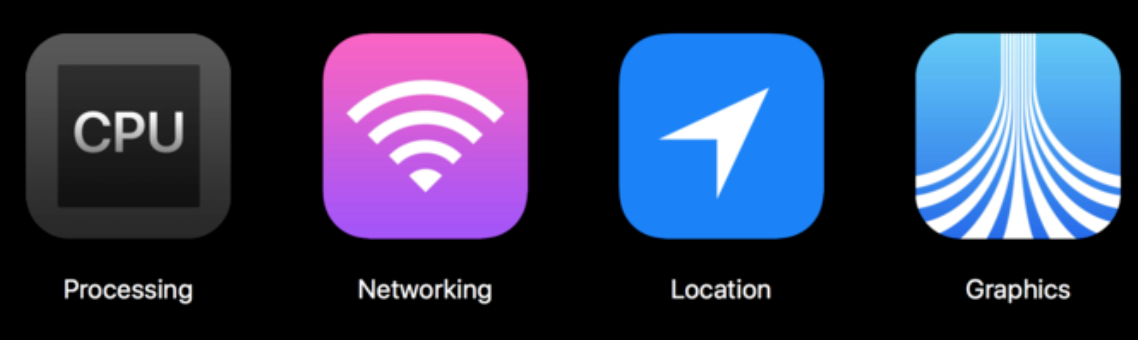 CPU
Processing
Networking
Location
Graphics